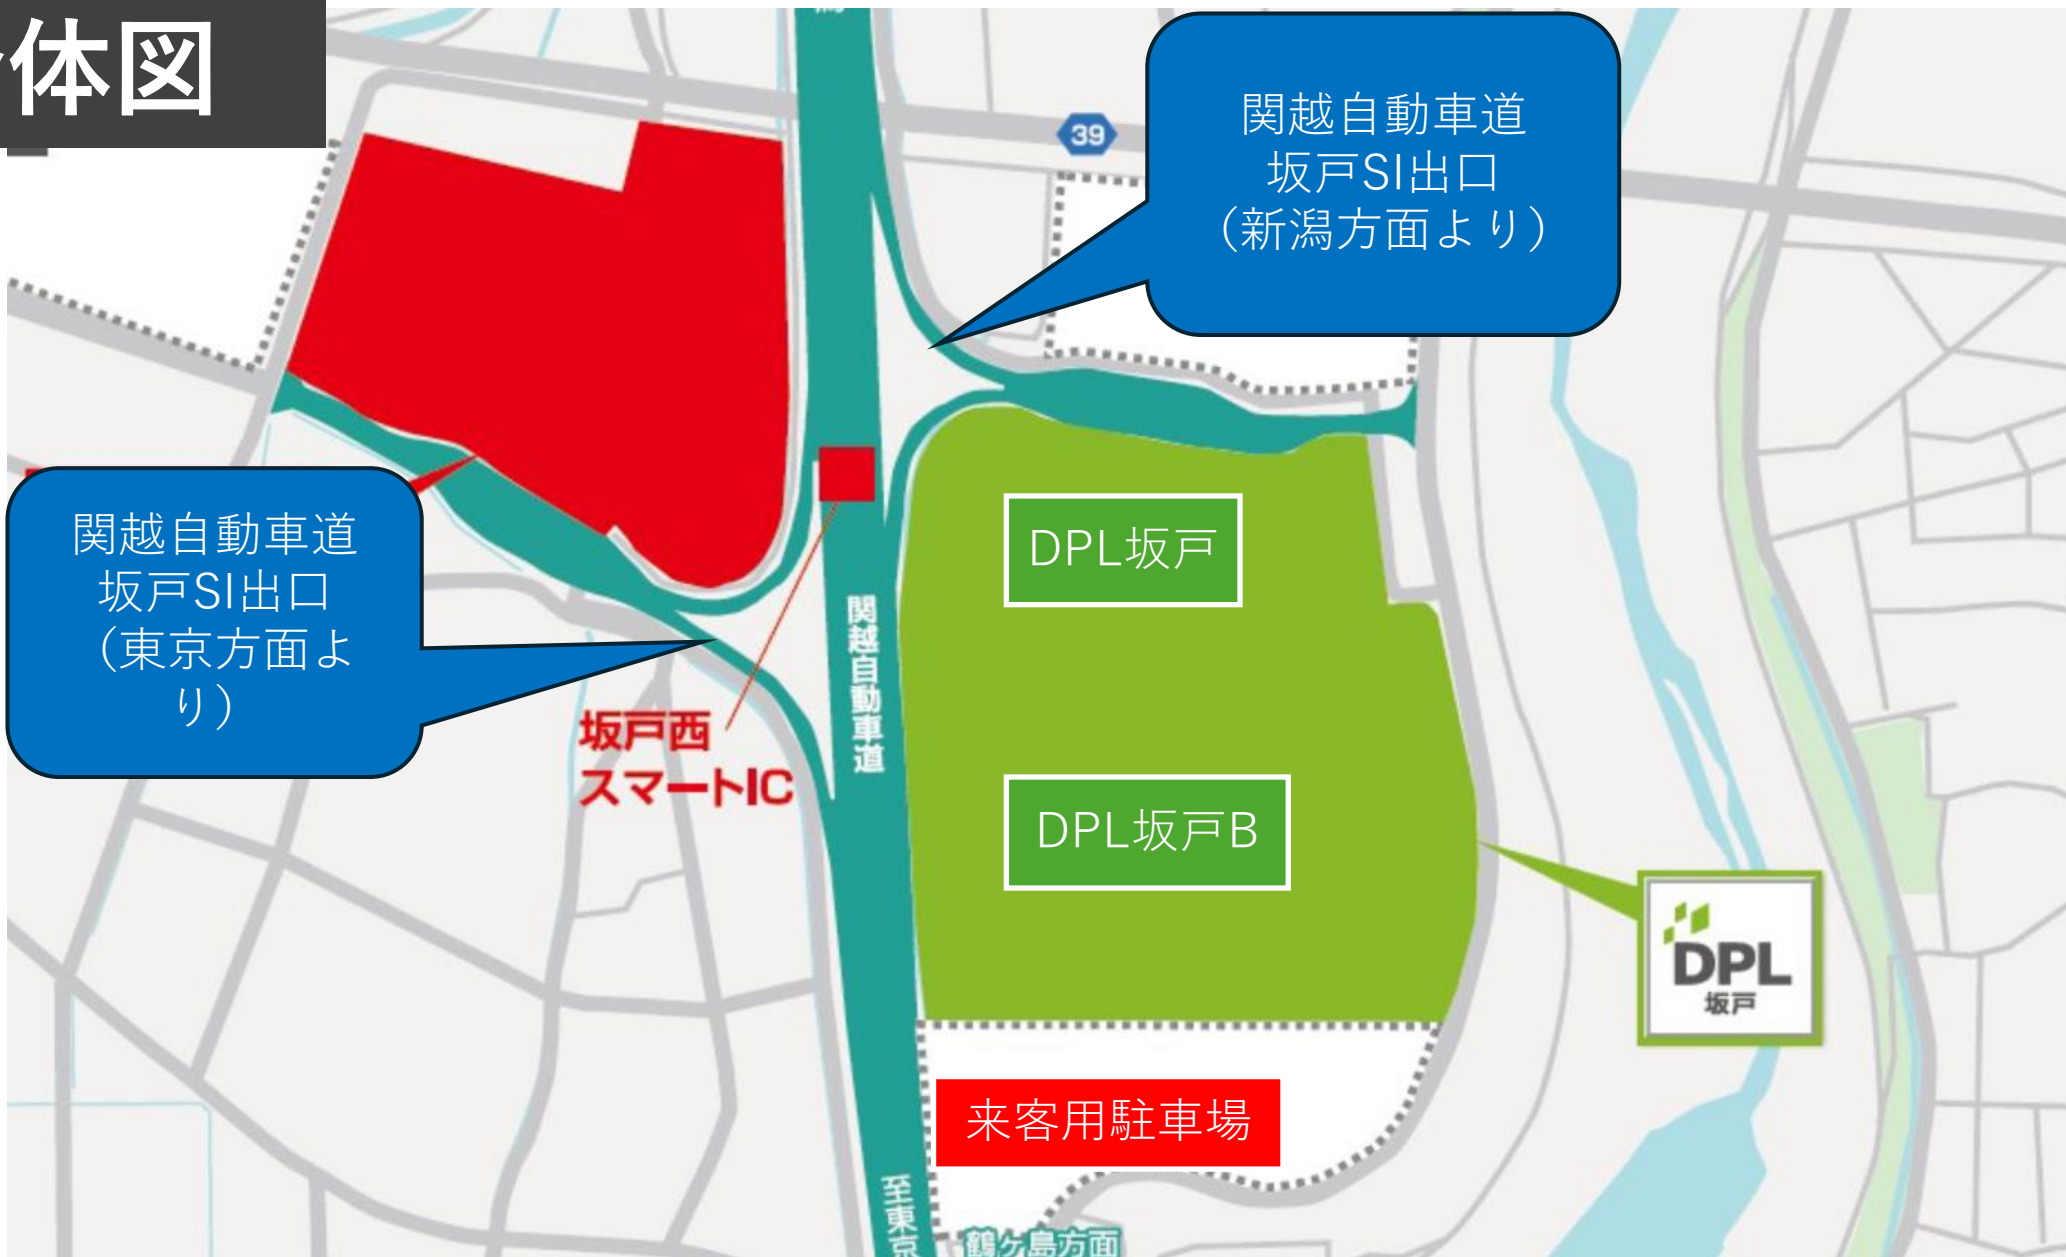 体図
39
関越自動車道
坂戸SI出口
（新潟方面より）
DPL坂戸
関越自動車道
坂戸SI出口
（東京方面よ
り）
関越自動車道
坂戸西
スマートIC
DPL坂戸B
DPL
坂戸
来客用駐車場
至東京
鶴ヶ島方面